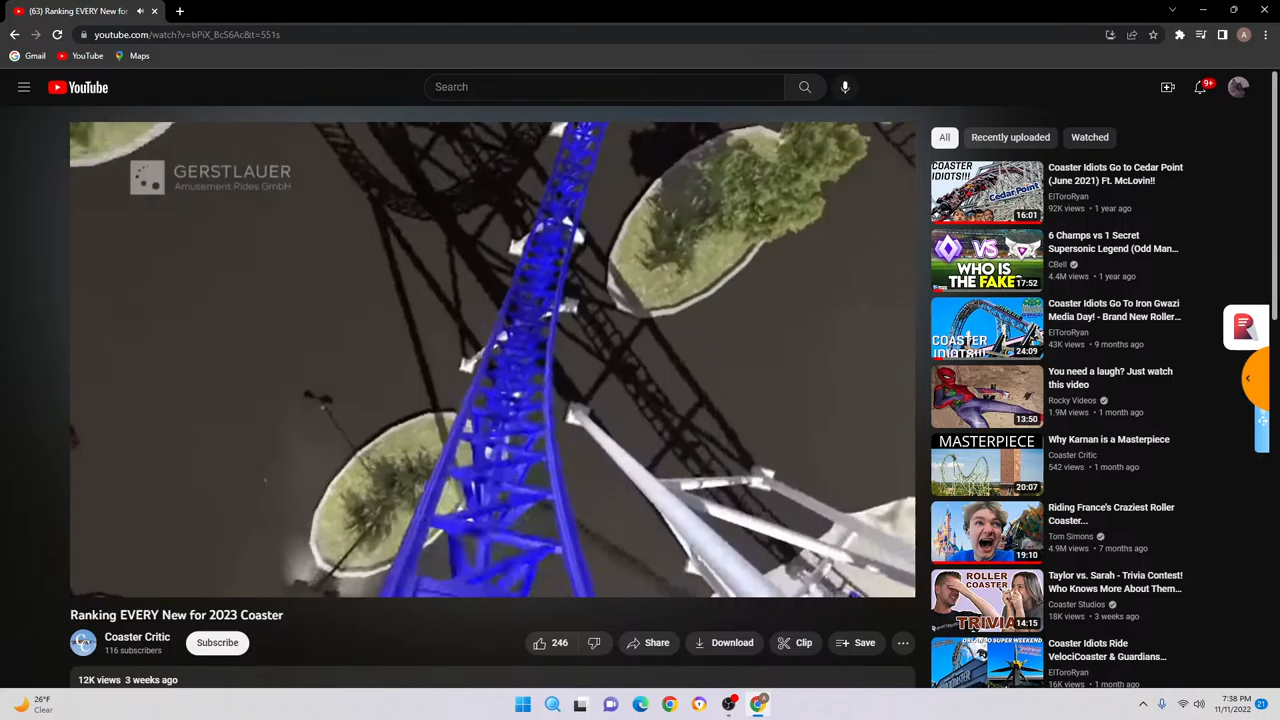 (63) Ranking EVERY New for
youtube.com/watch?v=bPiX_BcS6Ac&t=551s
A
Gmail
YouTube
Maps
YouTube
Search
9+
GERSTLAUER
Amusement Rides GmbH
All
Recently uploaded
Watched
COASTER
IDIOTS!!!
Cedar Point
16:01
Coaster Idiots Go to Cedar Point
(June 2021) Ft. McLovin!!
ElToroRyan
92K views • 1 year ago
VS
WHO IS
THE FAKE?
17:52
6 Champs vs 1 Secret
Supersonic Legend (Odd Man...
CBell
4.4M views • 1 year ago
COASTER
IDIOTS!!!
24:09
Coaster Idiots Go To Iron Gwazi
Media Day! - Brand New Roller...
ElToroRyan
43K views • 9 months ago
13:50
You need a laugh? Just watch
this video
Rocky Videos
1.9M views • 1 month ago
MASTERPIECE
20:07
Why Karnan is a Masterpiece
Coaster Critic
542 views • 1 month ago
19:10
Riding France's Craziest Roller
Coaster...
Tom Simons
4.9M views • 7 months ago
ROLLER
COASTER
TRIVIA
14:15
Taylor vs. Sarah - Trivia Contest!
Who Knows More About Them...
Coaster Studios
18K views • 3 weeks ago
ORLANDO SUPER WEEKEND
Coaster Idiots Ride
VelociCoaster & Guardians...
ElToroRyan
16K views • 1 month ago
Ranking EVERY New for 2023 Coaster
Coaster Critic
116 subscribers
Subscribe
246
Share
Download
Clip
Save
12K views 3 weeks ago
26°F
Clear
7:38 PM
11/11/2022
21